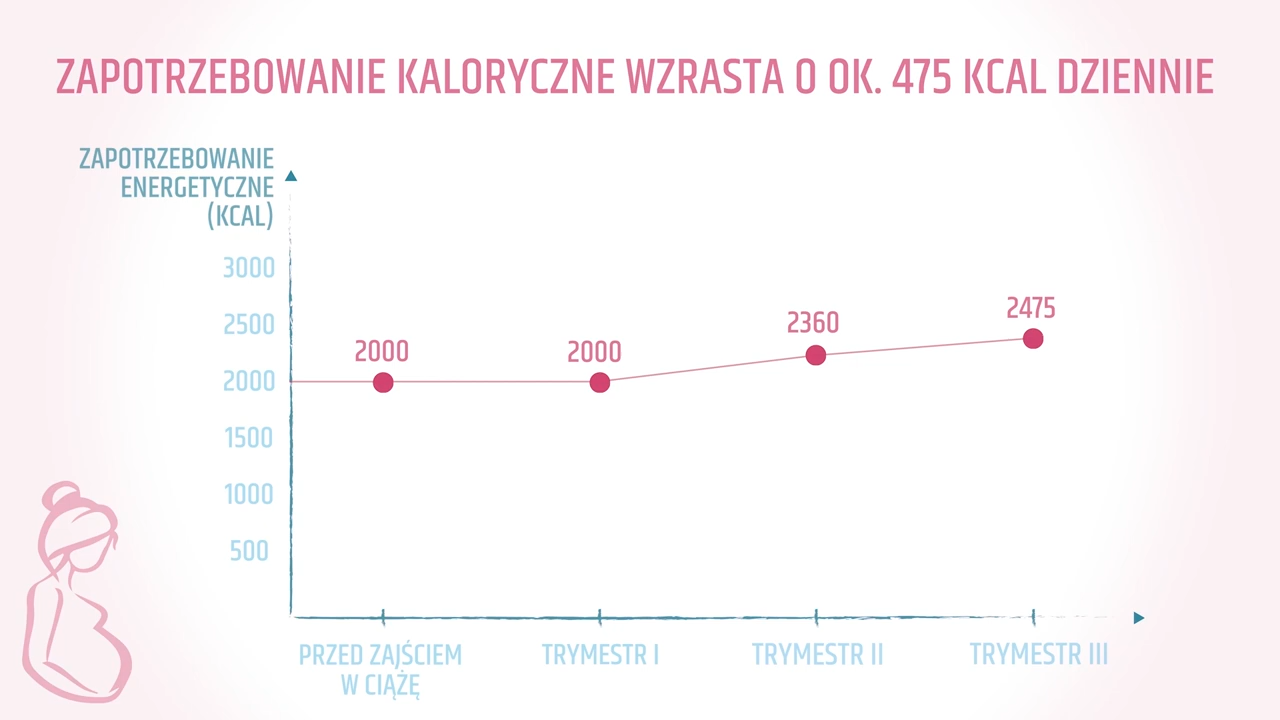 ZAPOTRZEBOWANIE KALORYCZNE WZRASTA O OK. 475 KCAL DZIENNIE
ZAPOTRZEBOWANIE
ENERGETYCZNE
(KCAL)
3000
2500
2000
1500
1000
500
2000
2000
2360
2475
PRZED ZAJŚCIEM
W CIĄŻĘ
TRYMESTR I
TRYMESTR II
TRYMESTR III